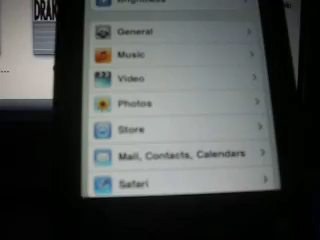 Brightness
General
Music
Video
Photos
Store
Mail, Contacts, Calendars
Safari